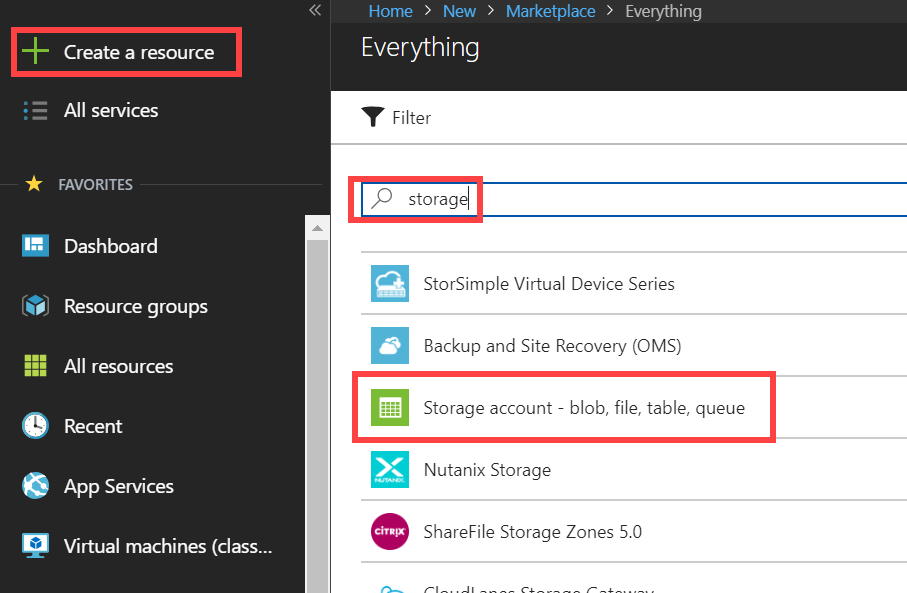 Home > New > Marketplace > Everything
Everything
Create a resource
All services
FAVORITES
Dashboard
Resource groups
All resources
Recent
App Services
Virtual machines (class...
Filter
storage
StorSimple Virtual Device Series
Backup and Site Recovery (OMS)
Storage account - blob, file, table, queue
NUTANIX
Nutanix Storage
CITRIX
ShareFile Storage Zones 5.0
CloudLanes Storage Gateway